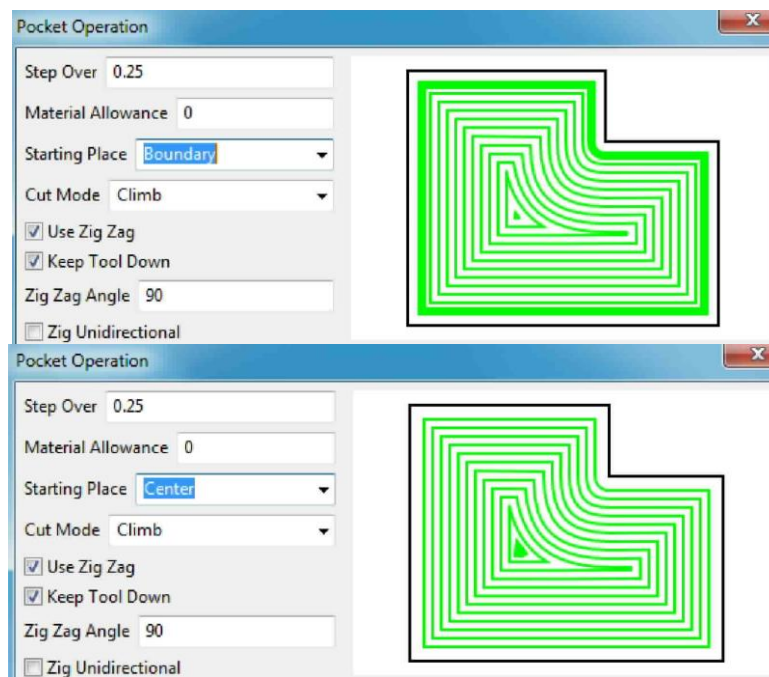 Pocket Operation
Step Over 0.25
Material Allowance 0
Starting Place Boundary
Cut Mode Climb
Use Zig Zag
Keep Tool Down
Zig Zag Angle 90
Zig Unidirectional
Pocket Operation
Step Over 0.25
Material Allowance 0
Starting Place Center
Cut Mode Climb
Use Zig Zag
Keep Tool Down
Zig Zag Angle 90
Zig Unidirectional